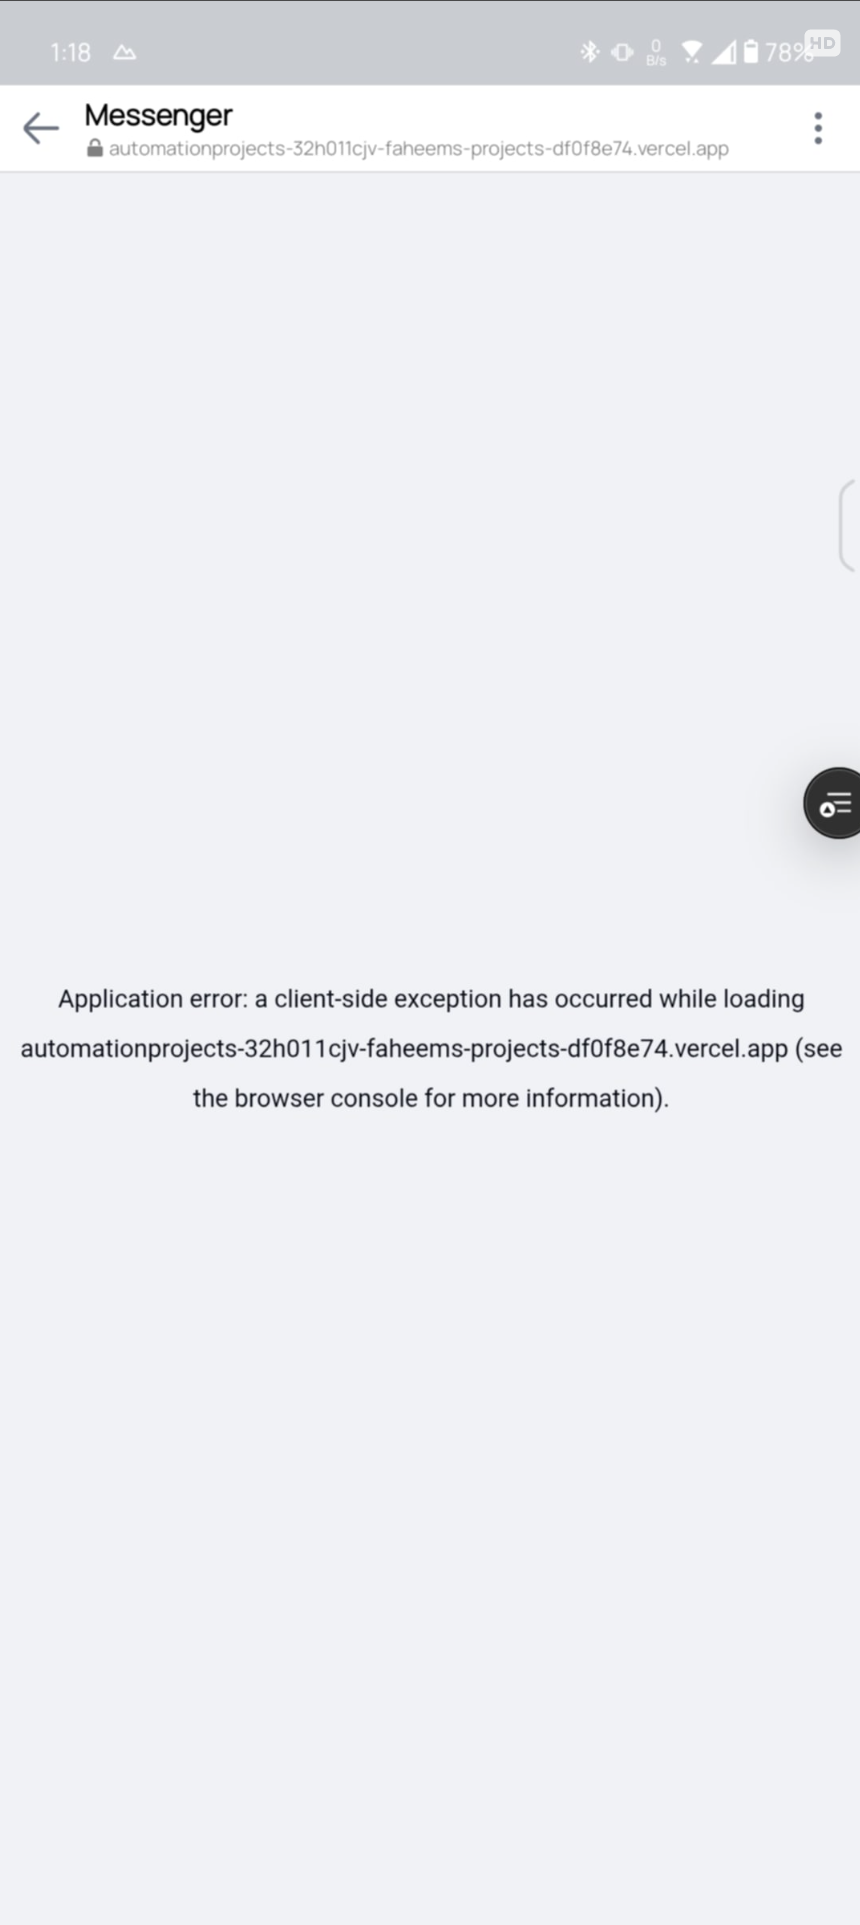 1:18
0
B/s
78%
HD
Messenger
automationprojects-32h011cjv-faheems-projects-df0f8e74.vercel.app
Application error: a client-side exception has occurred while loading
automationprojects-32h011cjv-faheems-projects-df0f8e74.vercel.app (see
the browser console for more information).